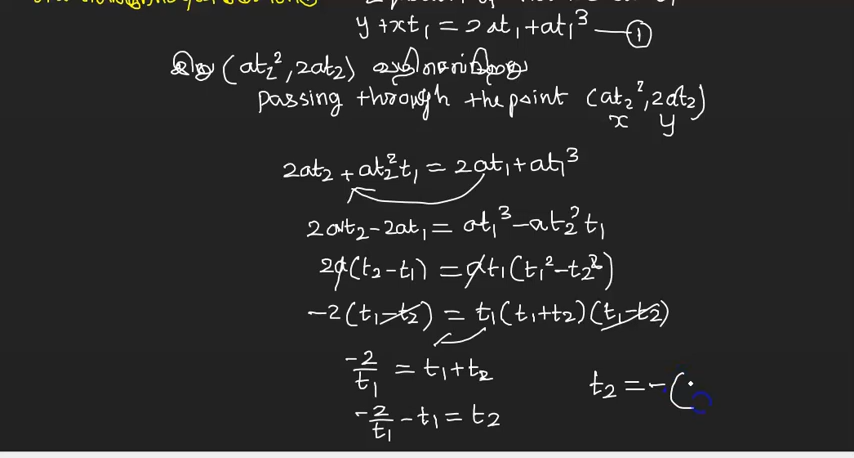 y + xt₁ = 2at₁ + at₁³ —①
(at₂², 2at₂)
passing through the point (at₂², 2at₂)
x y
2at₂ + at₂²t₁ = 2at₁ + at₁³
2at₂ - 2at₁ = at₁³ - at₂²t₁
2a(t₂ - t₁) = at₁(t₁² - t₂²)
-2(t₁ - t₂) = t₁(t₁ + t₂)(t₁ - t₂)
-2/t₁ = t₁ + t₂
t₂ = -(
-2/t₁ - t₁ = t₂